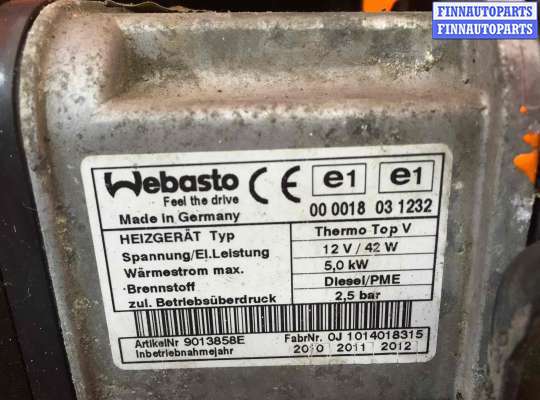 FINNAUTOPARTS
FINNAUTOPARTS
Webasto CE e1 e1
Feel the drive
Made in Germany 00 0018 03 1232
HEIZGERÄT Typ Thermo Top V
Spannung/El.Leistung 12 V / 42 W
Wärmestrom max. 5,0 kW
Brennstoff Diesel/PME
zul. Betriebsüberdruck 2,5 bar
ArtikelNr 9013858E FabrNr. 0J 1014018315
Inbetriebnahmejahr 2010 2011 2012